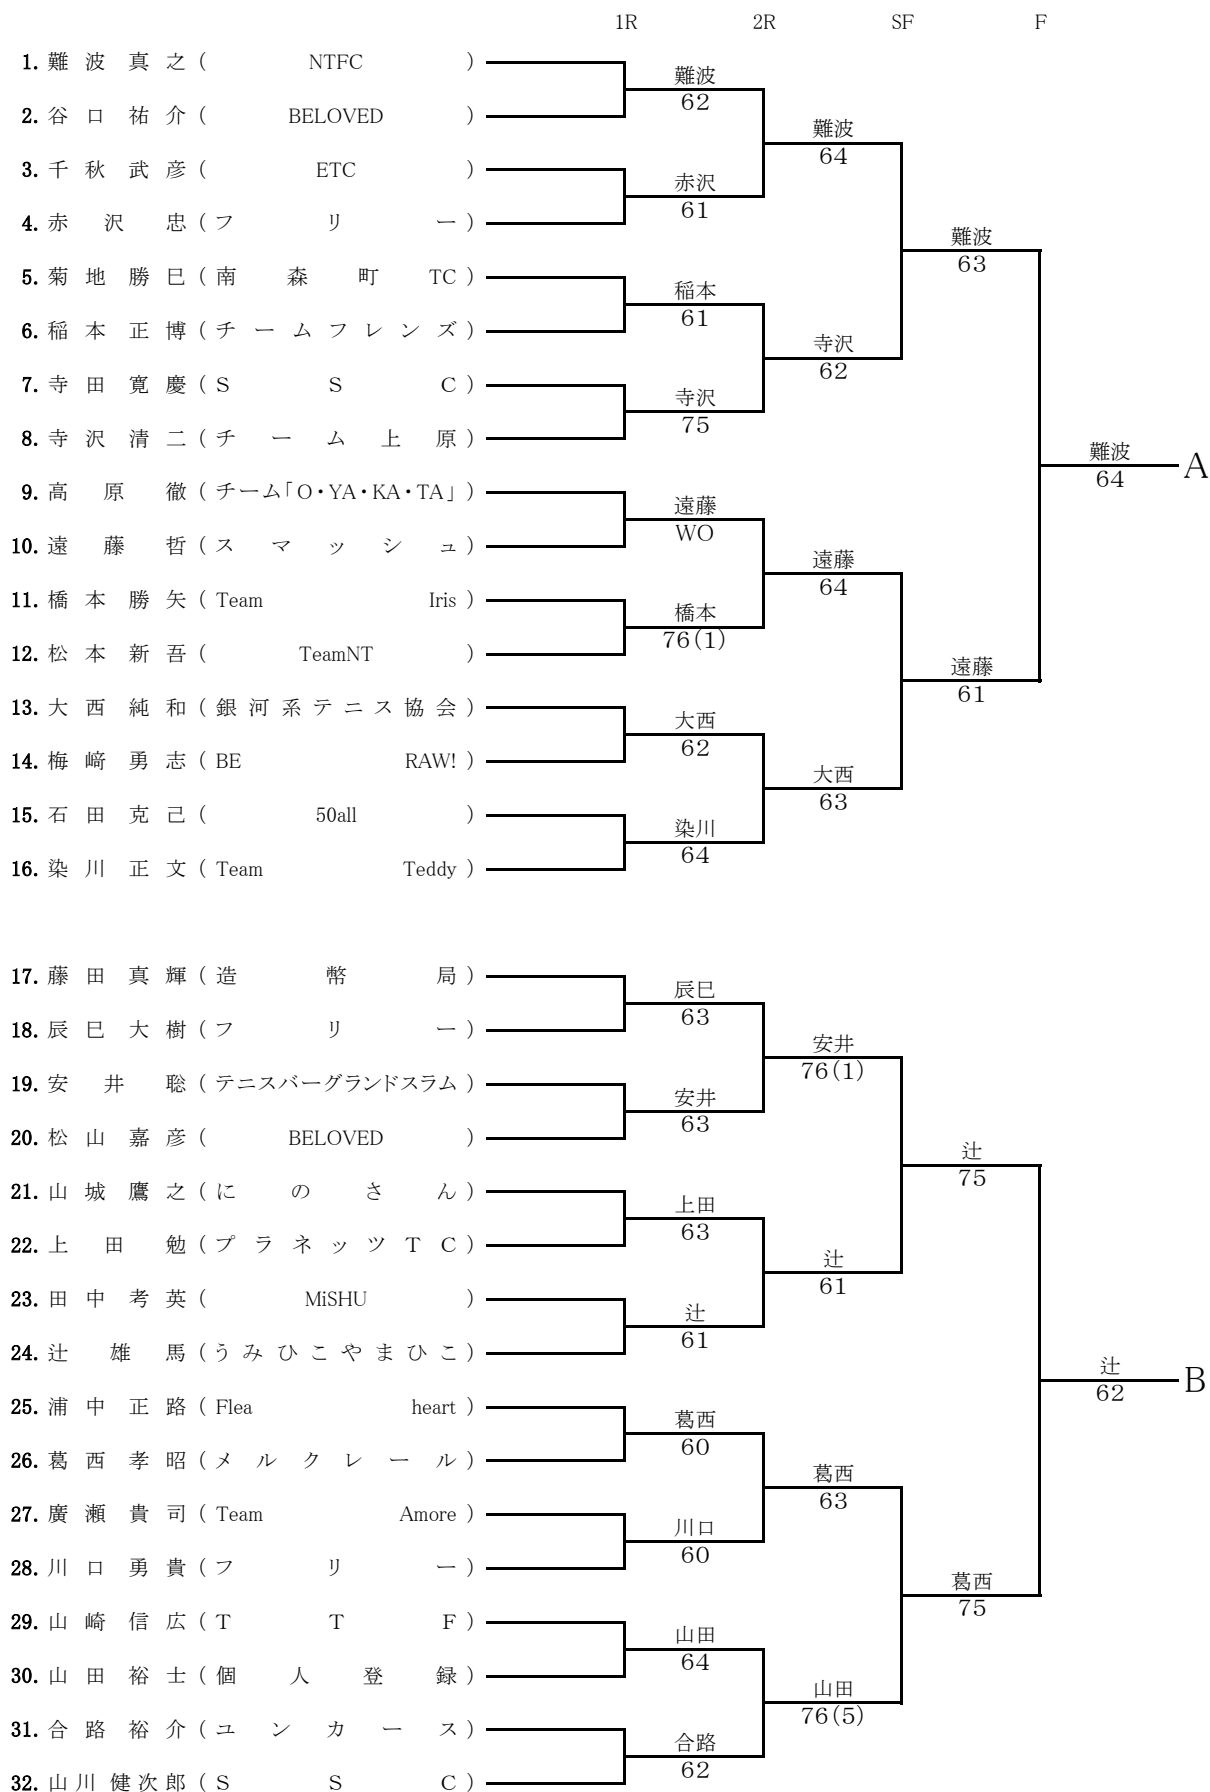 1R 2R SF F
1. 難波真之 ( NTFC )
難波
62
2. 谷口祐介 ( BELOVED )
難波
64
3. 千秋武彦 ( ETC )
赤沢
61
4. 赤沢忠 ( フリー )
難波
63
5. 菊地勝巳 ( 南森町TC )
稲本
61
6. 稲本正博 ( チームフレンズ )
寺沢
62
7. 寺田寛慶 ( SSC )
寺沢
75
8. 寺沢清二 ( チーム上原 )
難波
64
A
9. 高原徹 ( チーム「O・YA・KA・TA」 )
遠藤
WO
10. 遠藤哲 ( スマッシュ )
遠藤
64
11. 橋本勝矢 ( Team Iris )
橋本
76(1)
12. 松本新吾 ( TeamNT )
遠藤
61
13. 大西純和 ( 銀河系テニス協会 )
大西
62
14. 梅﨑勇志 ( BE RAW! )
大西
63
15. 石田克己 ( 50all )
染川
64
16. 染川正文 ( Team Teddy )
17. 藤田真輝 ( 造幣局 )
辰巳
63
18. 辰巳大樹 ( フリー )
安井
76(1)
19. 安井聡 ( テニスバーグランドスラム )
安井
63
20. 松山嘉彦 ( BELOVED )
辻
75
21. 山城鷹之 ( にのさん )
上田
63
22. 上田勉 ( プラネッツTC )
辻
61
23. 田中考英 ( MiSHU )
辻
61
24. 辻雄馬 ( うみひこやまひこ )
辻
62
B
25. 浦中正路 ( Flea heart )
葛西
60
26. 葛西孝昭 ( メルクレール )
葛西
63
27. 廣瀬貴司 ( Team Amore )
川口
60
28. 川口勇貴 ( フリー )
葛西
75
29. 山崎信広 ( TTF )
山田
64
30. 山田裕士 ( 個人登録 )
山田
76(5)
31. 合路裕介 ( ユンカース )
合路
62
32. 山川健次郎 ( SSC )